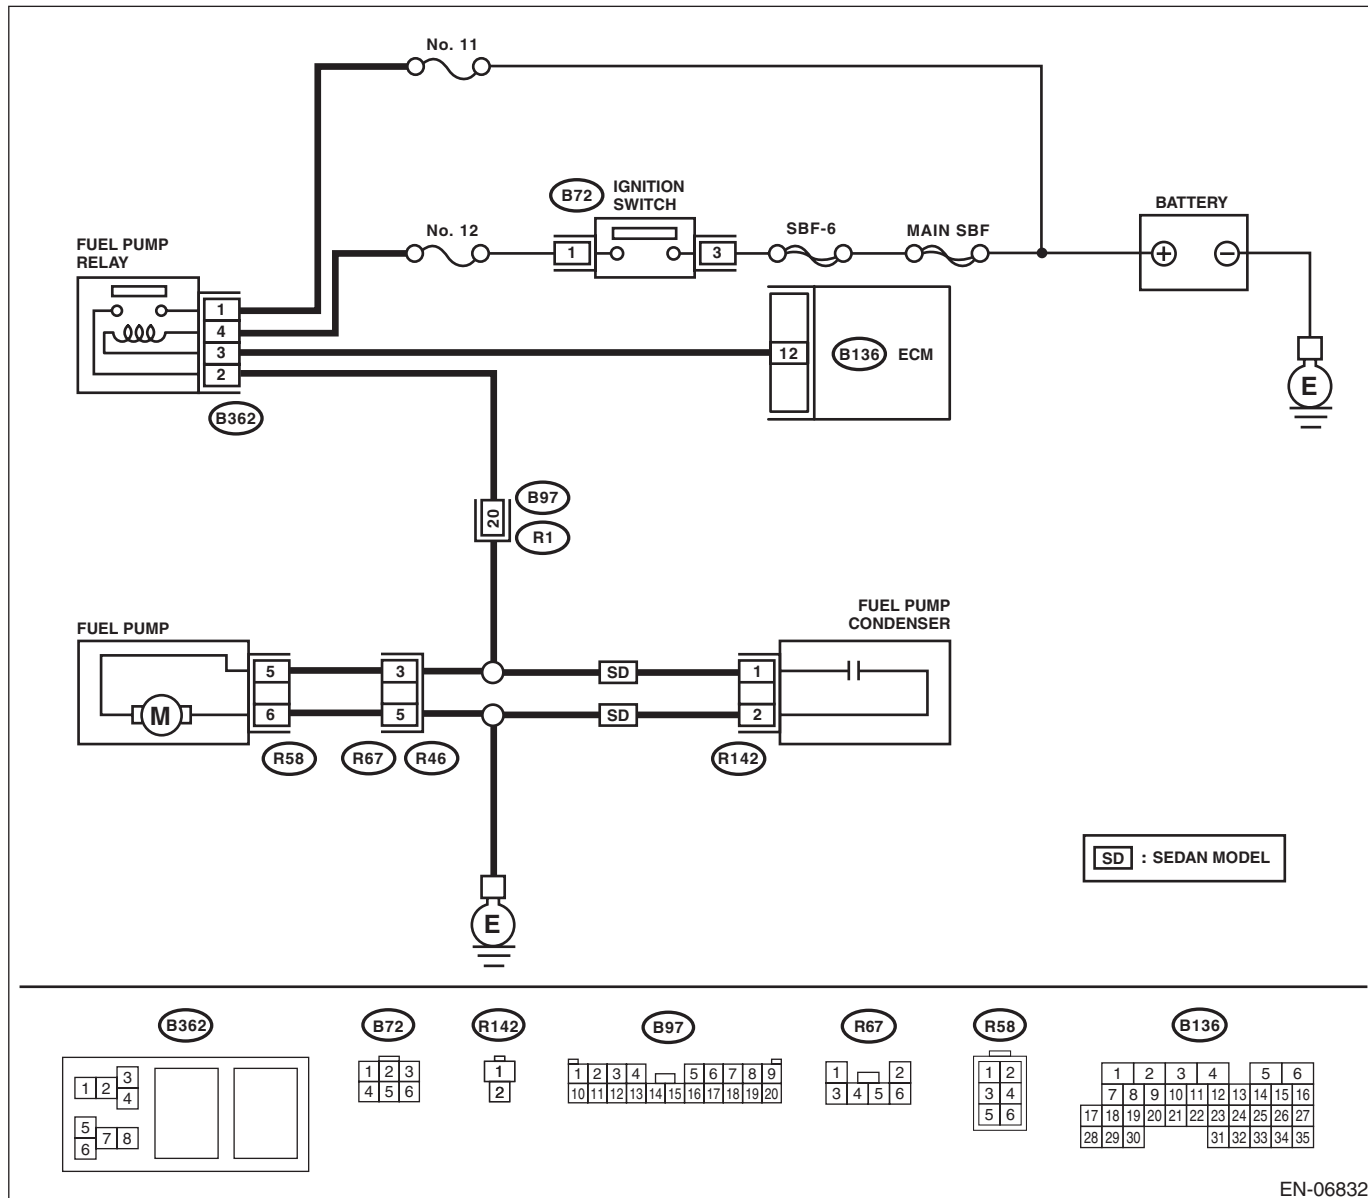 No. 11
B72
IGNITION
SWITCH
BATTERY
No. 12
SBF-6
MAIN SBF
1
3
FUEL PUMP
RELAY
1
4
3
2
12
B136
ECM
E
B362
20
B97
R1
FUEL PUMP
FUEL PUMP
CONDENSER
5
3
SD
1
M
6
5
SD
2
R58
R67
R46
R142
SD : SEDAN MODEL
E
B362
B72
R142
B97
R67
R58
B136
1 2 3
4
5
6 7 8
1 2 3
4 5 6
1
2
1 2 3 4 5 6 7 8 9
10 11 12 13 14 15 16 17 18 19 20
1 2
3 4 5 6
1 2
3 4
5 6
1 2 3 4 5 6
7 8 9 10 11 12 13 14 15 16
17 18 19 20 21 22 23 24 25 26 27
28 29 30 31 32 33 34 35
EN-06832